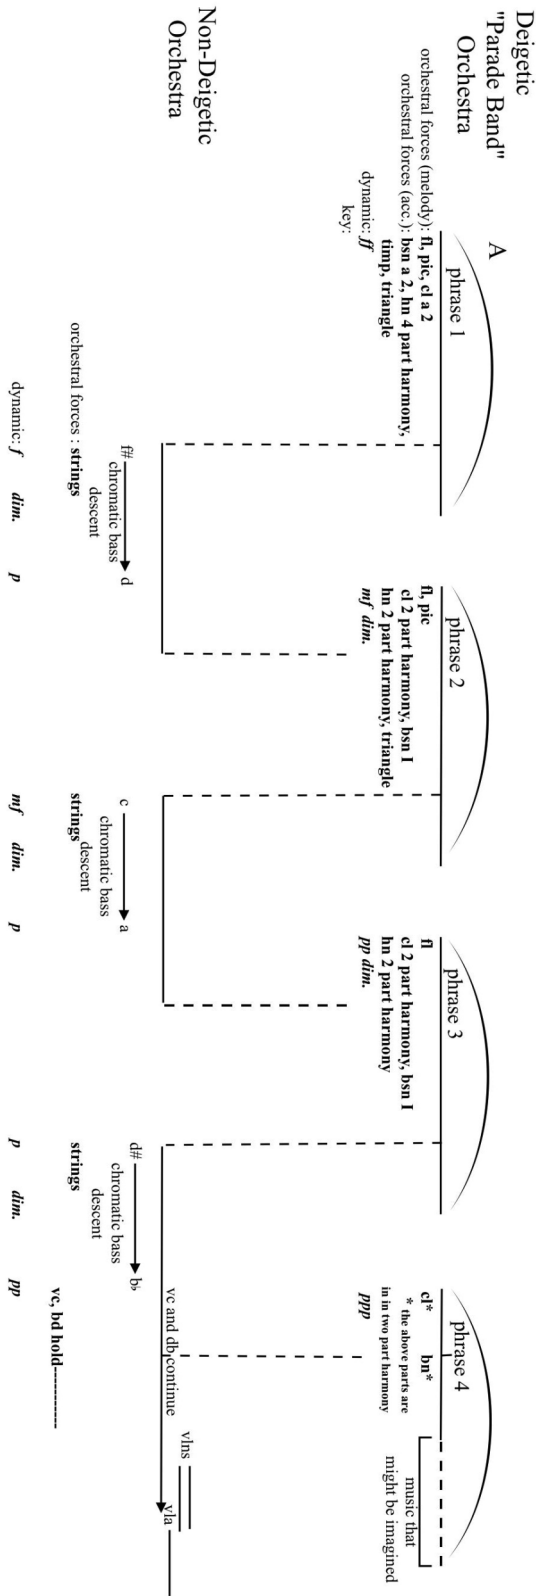 Deigetic
"Parade Band"
Orchestra
A
phrase 1
orchestral forces (melody): fl, pic, cl a 2
orchestral forces (acc.): bsn a 2, hn 4 part harmony,
timp, triangle
dynamic: ff
key:
phrase 2
fl, pic
cl 2 part harmony, bsn I
hn 2 part harmony, triangle
mf dim.
phrase 3
fl
cl 2 part harmony, bsn I
hn 2 part harmony
pp dim.
phrase 4
cl* bn*
* the above parts are
in in two part harmony
ppp
music that
might be imagined
Non-Deigetic
Orchestra
f# d
chromatic bass
descent
orchestral forces : strings
dynamic: f dim. p
c a
chromatic bass
descent
strings
mf dim. p
d# b♭
chromatic bass
descent
strings
p dim. pp
vc and db continue
vlns
vla
vc, bd hold-----------